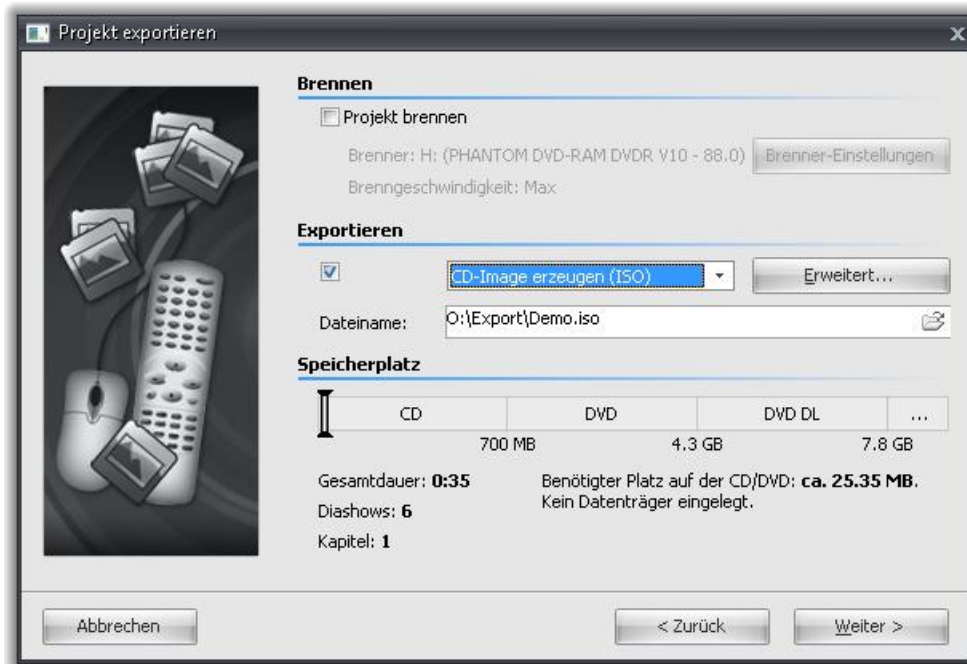 Projekt exportieren
Brennen
Projekt brennen
Brenner: H: (PHANTOM DVD-RAM DVDR V10 - 88.0)
Brenner-Einstellungen
Brenngeschwindigkeit: Max
Exportieren
CD-Image erzeugen (ISO)
Erweitert...
Dateiname:
O:\Export\Demo.iso
Speicherplatz
CD
DVD
DVD DL
...
700 MB
4.3 GB
7.8 GB
Gesamtdauer: 0:35
Benötigter Platz auf der CD/DVD: ca. 25.35 MB.
Kein Datenträger eingelegt.
Diashows: 6
Kapitel: 1
Abbrechen
< Zurück
Weiter >